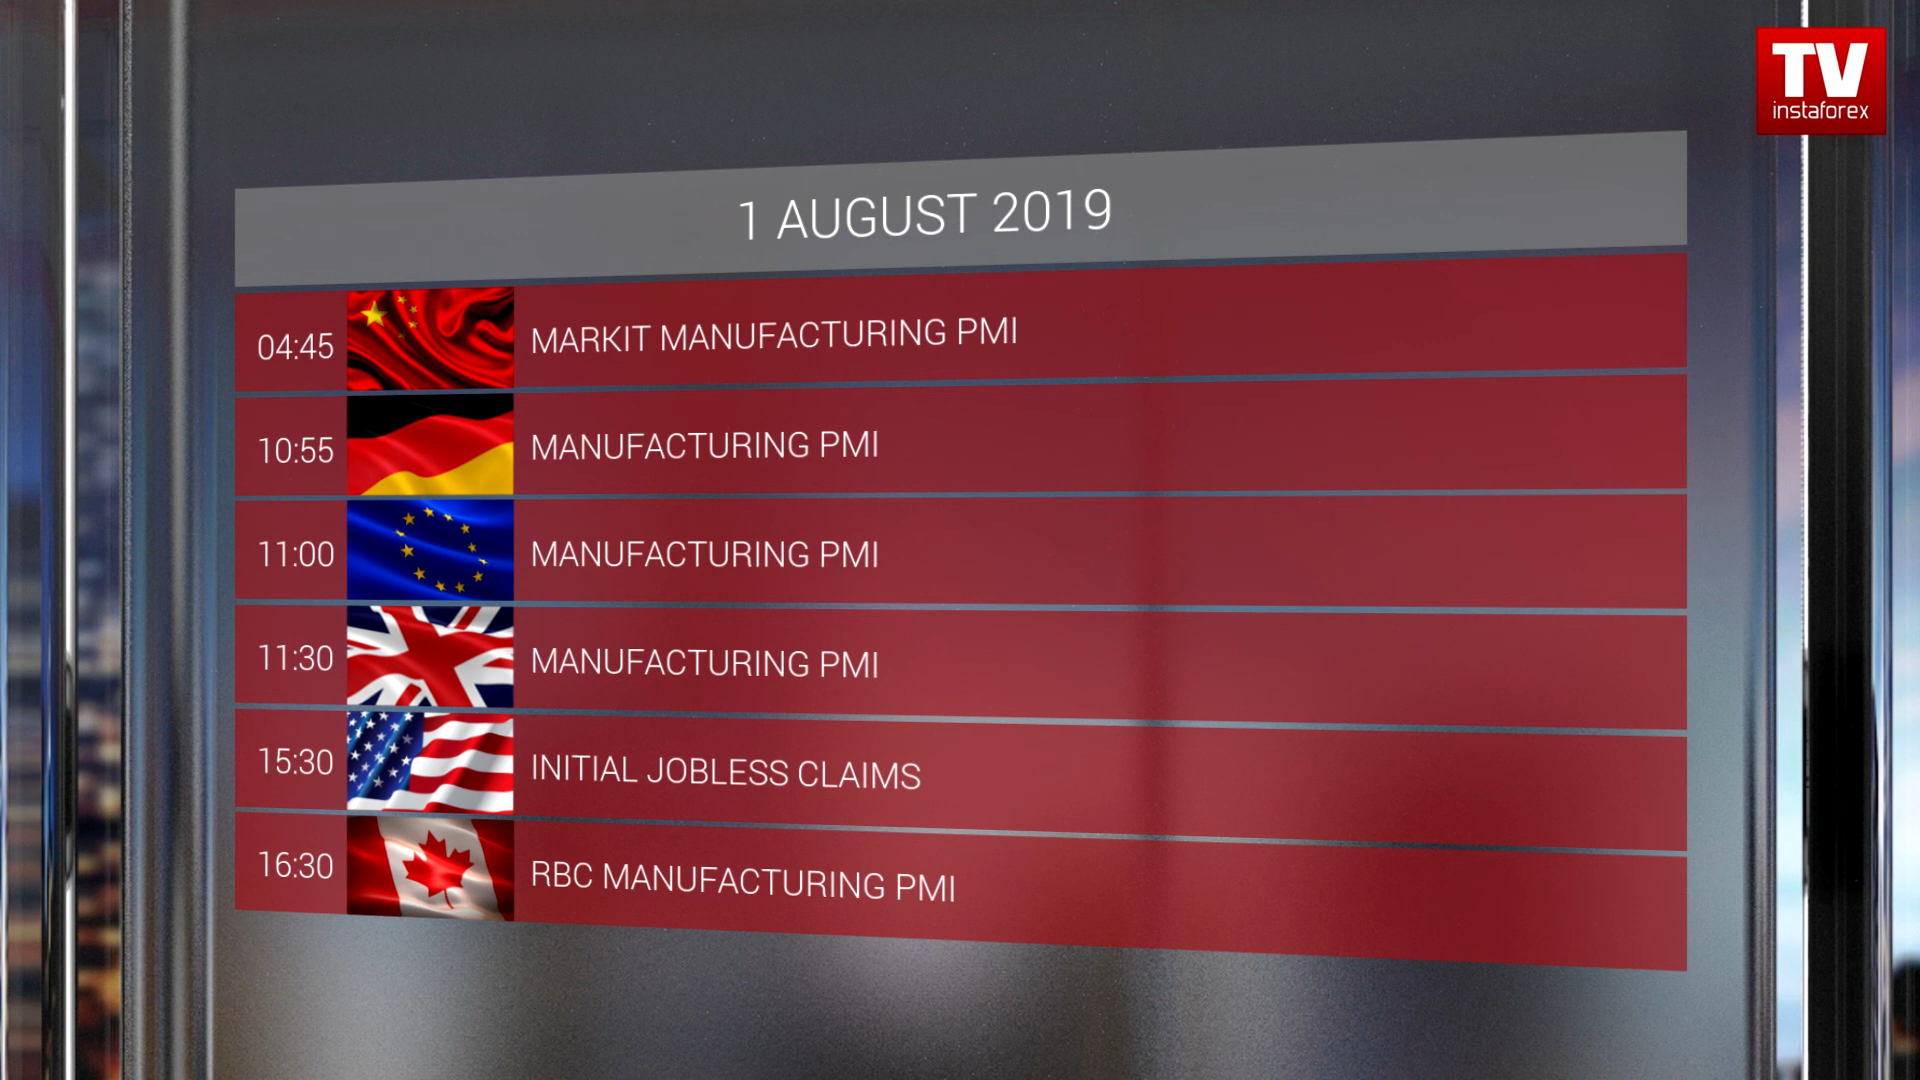 TV
instaforex
1 AUGUST 2019
04:45 MARKIT MANUFACTURING PMI
10:55 MANUFACTURING PMI
11:00 MANUFACTURING PMI
11:30 MANUFACTURING PMI
15:30 INITIAL JOBLESS CLAIMS
16:30 RBC MANUFACTURING PMI